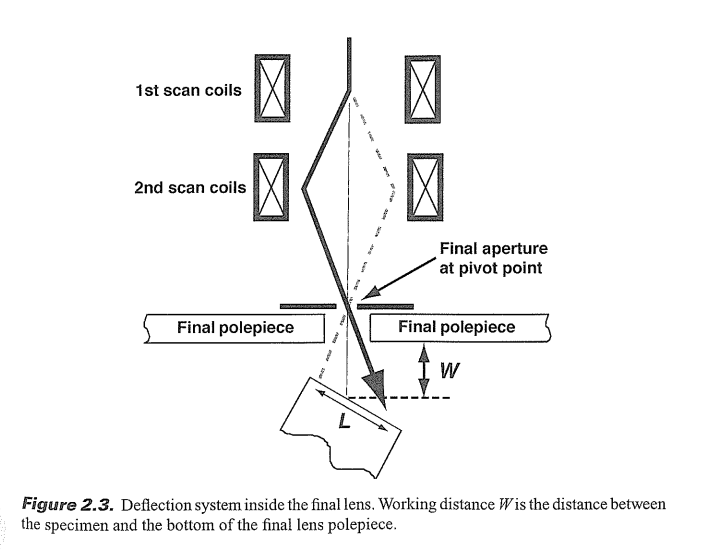 1st scan coils
2nd scan coils
Final aperture
at pivot point
Final polepiece
Final polepiece
W
L
Figure 2.3. Deflection system inside the final lens. Working distance W is the distance between
the specimen and the bottom of the final lens polepiece.